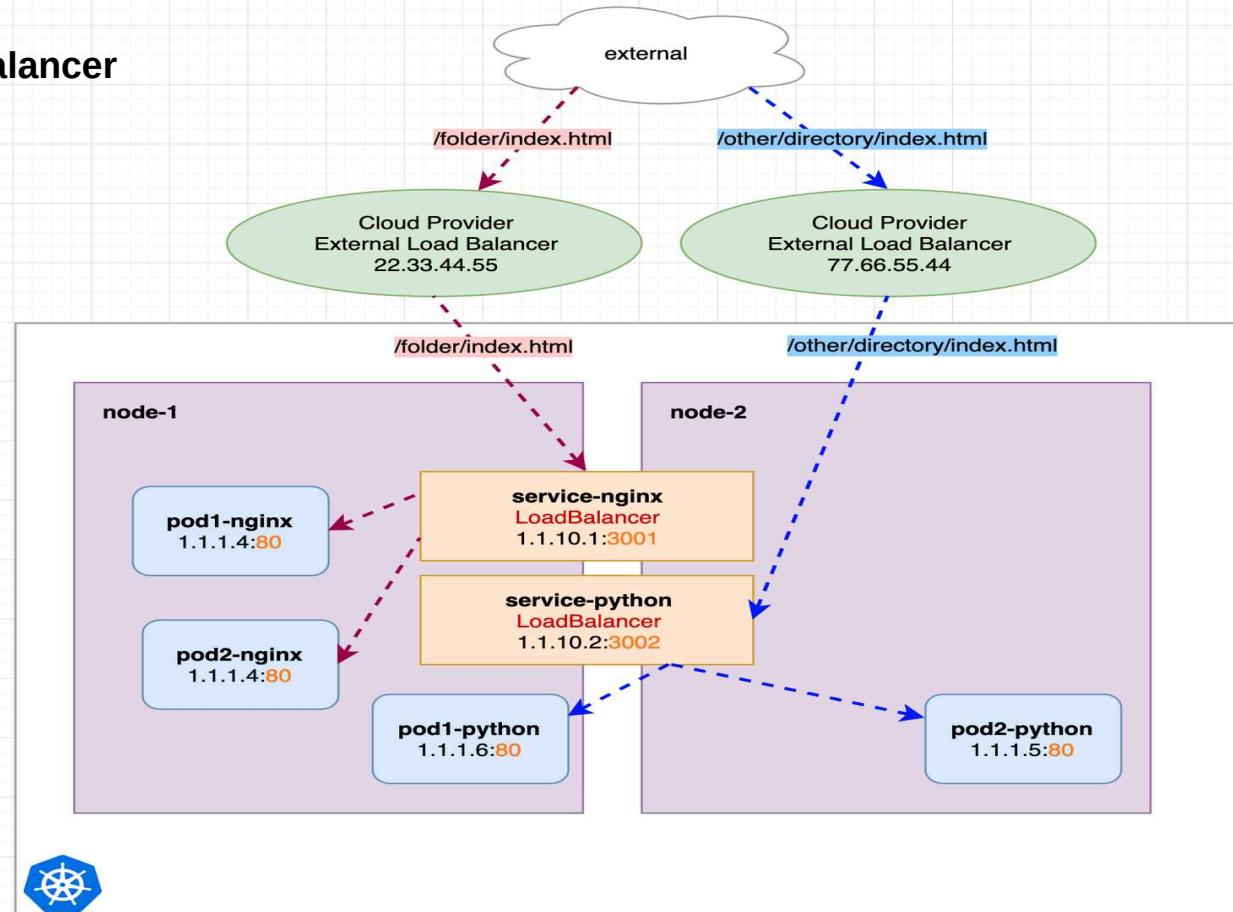 alancer
external
/folder/index.html
/other/directory/index.html
Cloud Provider
External Load Balancer
22.33.44.55
Cloud Provider
External Load Balancer
77.66.55.44
/folder/index.html
/other/directory/index.html
node-1
node-2
service-nginx
LoadBalancer
1.1.10.1:3001
pod1-nginx
1.1.1.4:80
service-python
LoadBalancer
1.1.10.2:3002
pod2-nginx
1.1.1.4:80
pod1-python
1.1.1.6:80
pod2-python
1.1.1.5:80